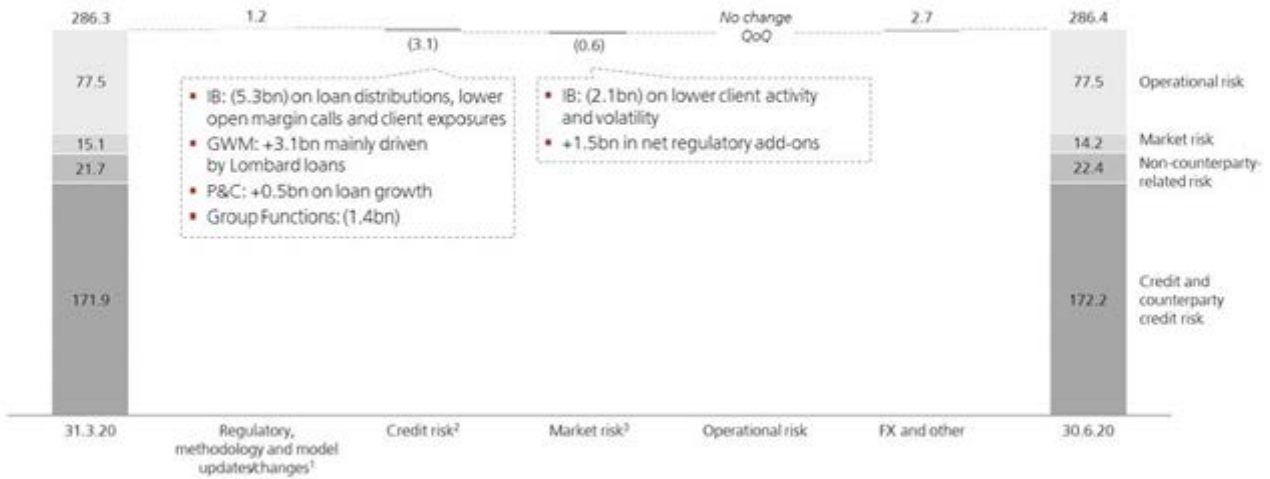 286.3
1.2
(3.1)
(0.6)
No change
QoQ
2.7
286.4
77.5
15.1
21.7
171.9
▪ IB: (5.3bn) on loan distributions, lower
open margin calls and client exposures
▪ GWM: +3.1bn mainly driven
by Lombard loans
▪ P&C: +0.5bn on loan growth
▪ Group Functions: (1.4bn)
▪ IB: (2.1bn) on lower client activity
and volatility
▪ +1.5bn in net regulatory add-ons
77.5
14.2
22.4
172.2
Operational risk
Market risk
Non-counterparty-
related risk
Credit and
counterparty
credit risk
31.3.20
Regulatory,
methodology and model
updates/changes¹
Credit risk²
Market risk³
Operational risk
FX and other
30.6.20